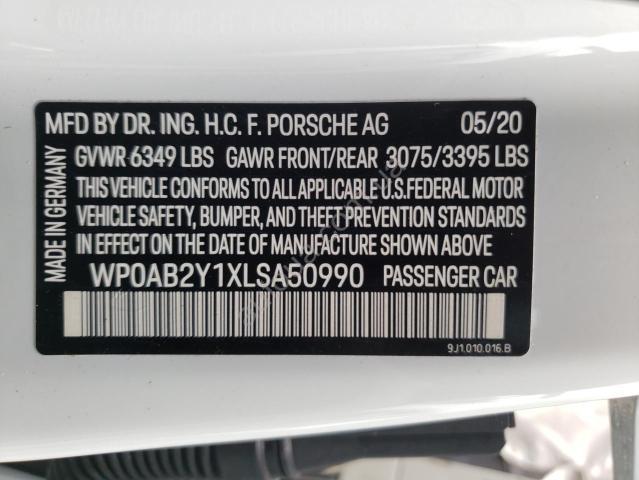 MFD BY DR. ING. H.C. F. PORSCHE AG 05/20
GVWR 6349 LBS GAWR FRONT/REAR 3075/3395 LBS
THIS VEHICLE CONFORMS TO ALL APPLICABLE U.S. FEDERAL MOTOR
VEHICLE SAFETY, BUMPER, AND THEFT PREVENTION STANDARDS
IN EFFECT ON THE DATE OF MANUFACTURE SHOWN ABOVE.
WP0AB2Y1XLSA50990 PASSENGER CAR
9J1.010.016.B
MADE IN GERMANY